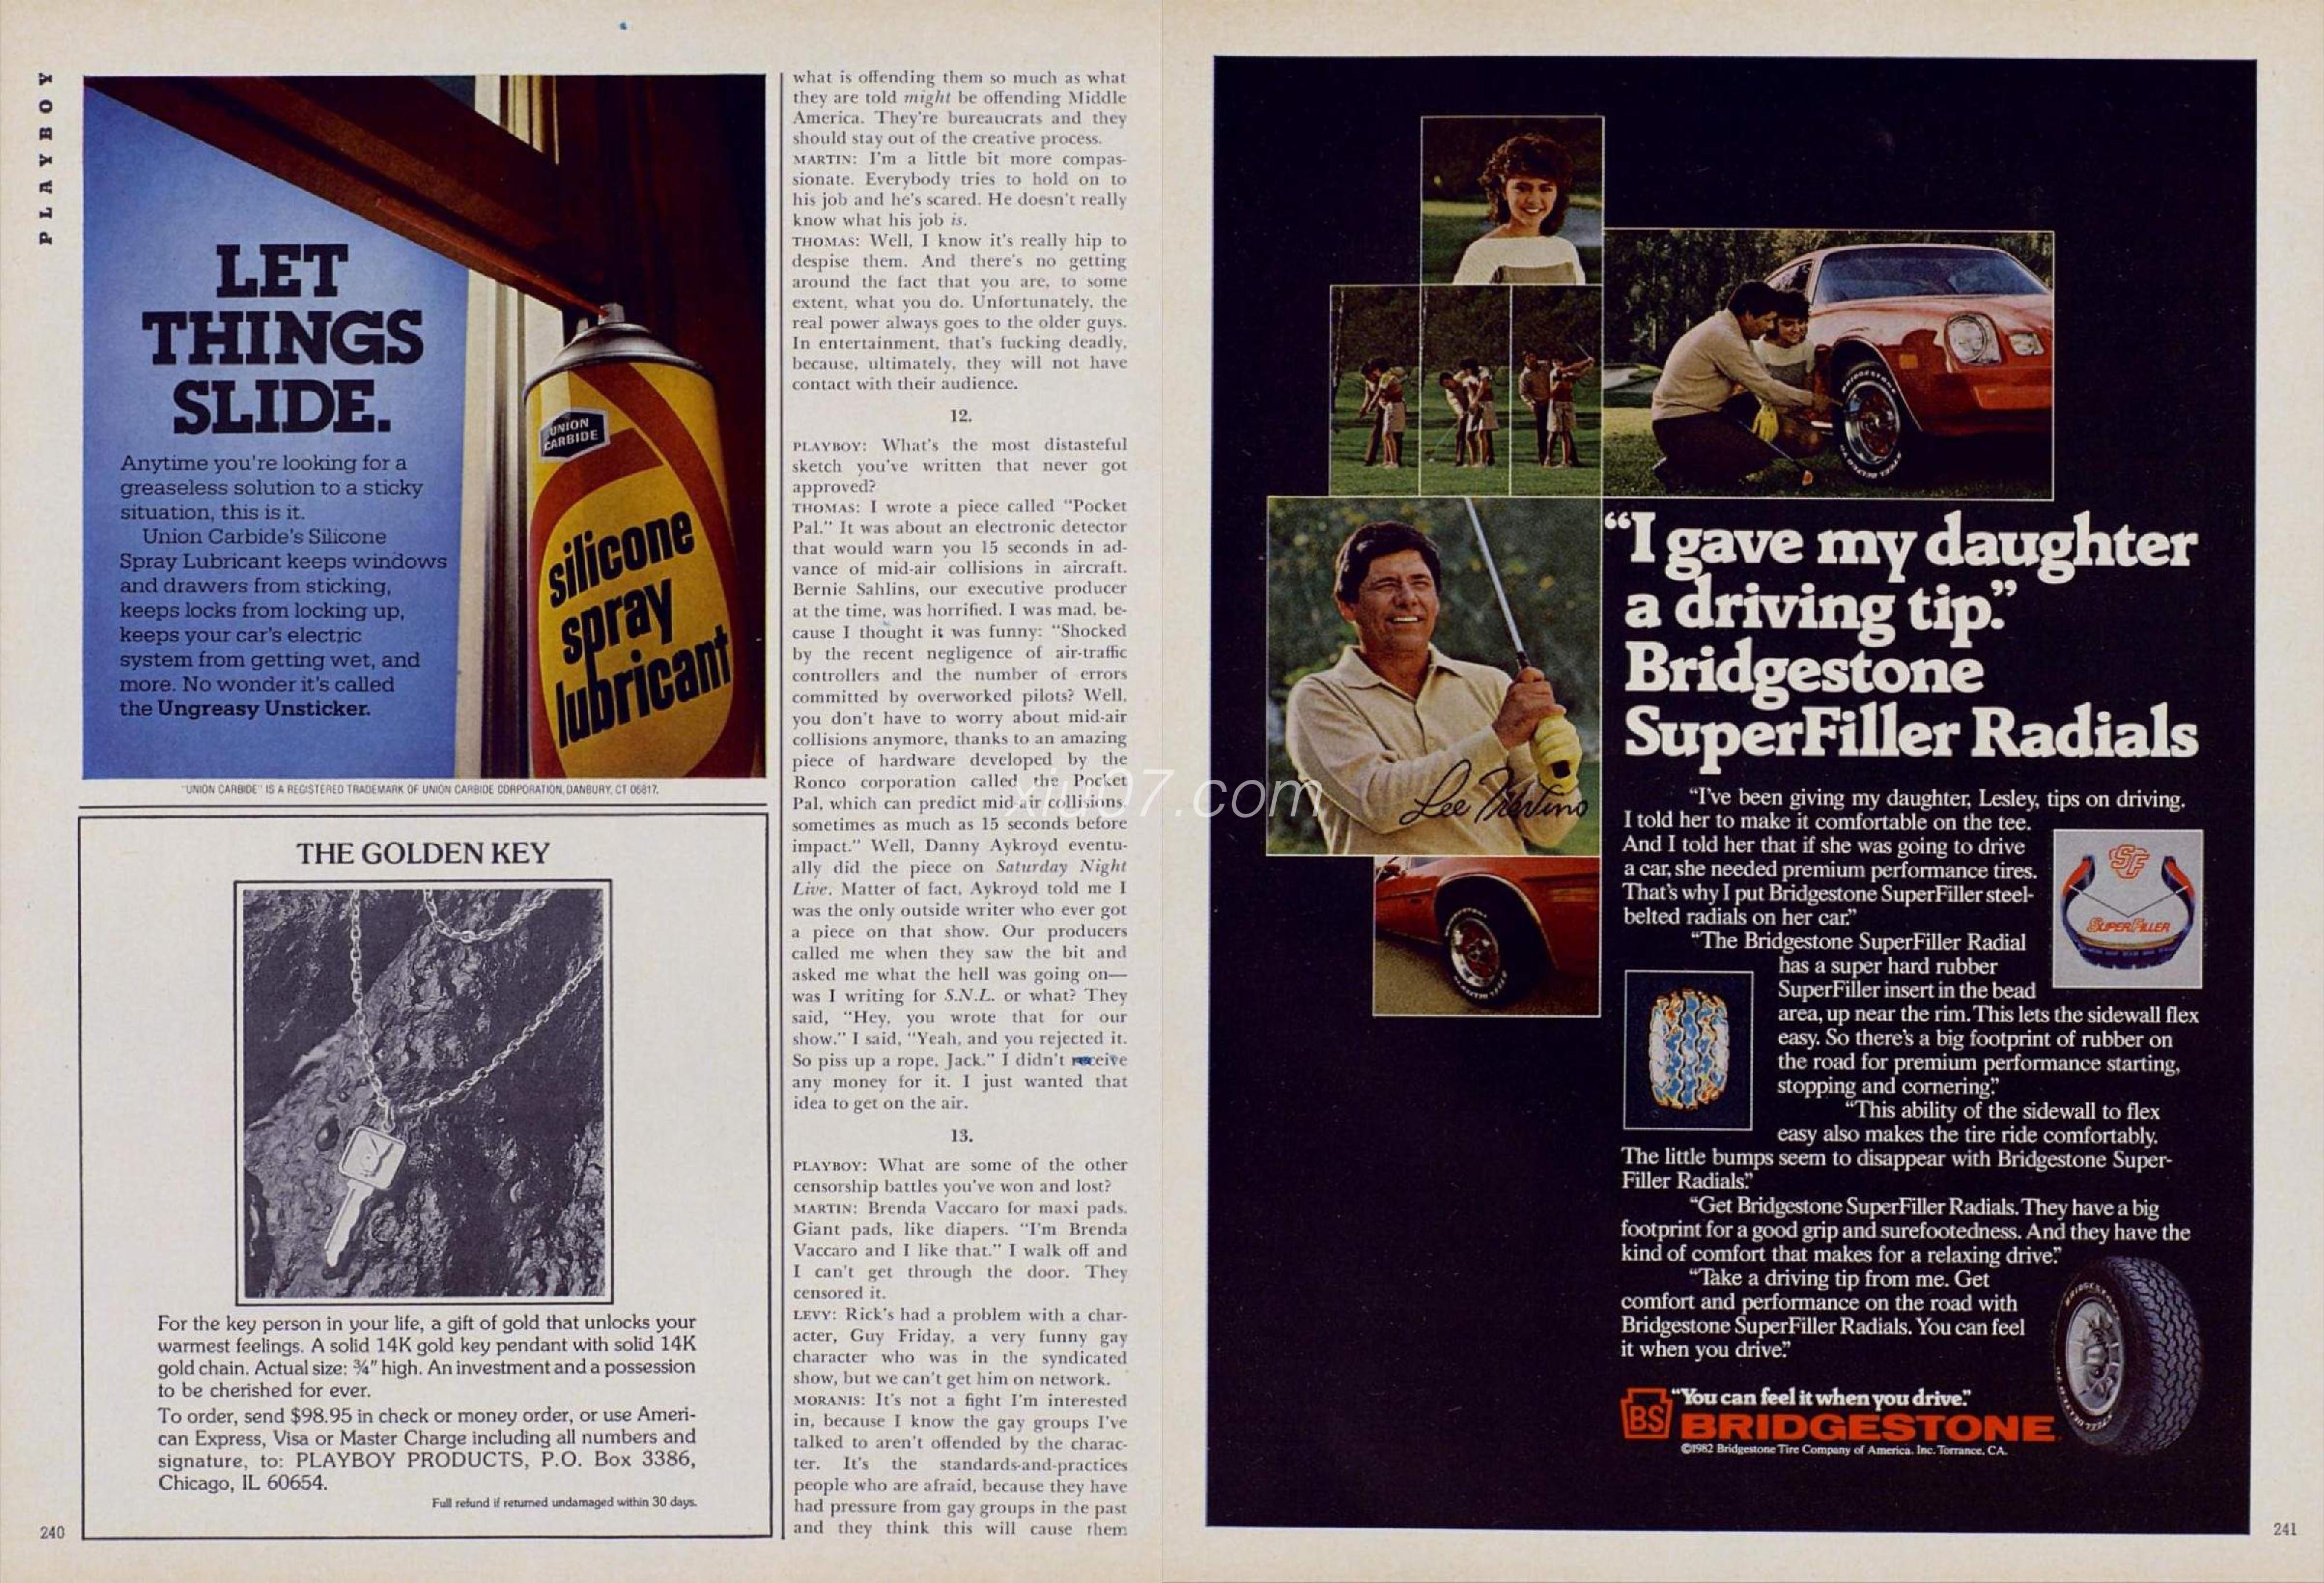 PLAYBOY
LET
THINGS
SLIDE.
Anytime you're looking for a
greaseless solution to a sticky
situation, this is it.
Union Carbide's Silicone
Spray Lubricant keeps windows
and drawers from sticking,
keeps locks from locking up,
keeps your car's electric
system from getting wet, and
more. No wonder it's called
the Ungreasy Unsticker.
UNION
CARBIDE
silicone
spray
lubricant
"UNION CARBIDE" IS A REGISTERED TRADEMARK OF UNION CARBIDE CORPORATION, DANBURY, CT 06817.
THE GOLDEN KEY
For the key person in your life, a gift of gold that unlocks your
warmest feelings. A solid 14K gold key pendant with solid 14K
gold chain. Actual size: ¾" high. An investment and a possession
to be cherished for ever.
To order, send $98.95 in check or money order, or use Ameri-
can Express, Visa or Master Charge including all numbers and
signature, to: PLAYBOY PRODUCTS, P.O. Box 3386,
Chicago, IL 60654.
Full refund if returned undamaged within 30 days.
240
what is offending them so much as what
they are told might be offending Middle
America. They're bureaucrats and they
should stay out of the creative process.
MARTIN: I'm a little bit more compas-
sionate. Everybody tries to hold on to
his job and he's scared. He doesn't really
know what his job is.
THOMAS: Well, I know it's really hip to
despise them. And there's no getting
around the fact that you are, to some
extent, what you do. Unfortunately, the
real power always goes to the older guys.
In entertainment, that's fucking deadly,
because, ultimately, they will not have
contact with their audience.
12.
PLAYBOY: What's the most distasteful
sketch you've written that never got
approved?
THOMAS: I wrote a piece called "Pocket
Pal." It was about an electronic detector
that would warn you 15 seconds in ad-
vance of mid-air collisions in aircraft.
Bernie Sahlins, our executive producer
at the time, was horrified. I was mad, be-
cause I thought it was funny: "Shocked
by the recent negligence of air-traffic
controllers and the number of errors
committed by overworked pilots? Well,
you don't have to worry about mid-air
collisions anymore, thanks to an amazing
piece of hardware developed by the
Ronco corporation called the Pocket
Pal, which can predict mid-air collisions,
sometimes as much as 15 seconds before
impact." Well, Danny Aykroyd eventu-
ally did the piece on Saturday Night
Live. Matter of fact, Aykroyd told me I
was the only outside writer who ever got
a piece on that show. Our producers
called me when they saw the bit and
asked me what the hell was going on—
was I writing for S.N.L. or what? They
said, "Hey, you wrote that for our
show." I said, "Yeah, and you rejected it.
So piss up a rope, Jack." I didn't receive
any money for it. I just wanted that
idea to get on the air.
13.
PLAYBOY: What are some of the other
censorship battles you've won and lost?
MARTIN: Brenda Vaccaro for maxi pads.
Giant pads, like diapers. "I'm Brenda
Vaccaro and I like that." I walk off and
I can't get through the door. They
censored it.
LEVY: Rick's had a problem with a char-
acter, Guy Friday, a very funny gay
character who was in the syndicated
show, but we can't get him on network.
MORANIS: It's not a fight I'm interested
in, because I know the gay groups I've
talked to aren't offended by the charac-
ter. It's the standards-and-practices
people who are afraid, because they have
had pressure from gay groups in the past
and they think this will cause them
xiu07.com
BRIDGESTONE
Lee Trevino
"I gave my daughter
a driving tip."
Bridgestone
SuperFiller Radials
"I've been giving my daughter, Lesley, tips on driving.
I told her to make it comfortable on the tee.
And I told her that if she was going to drive
a car, she needed premium performance tires.
That's why I put Bridgestone SuperFiller steel-
belted radials on her car."
SF
SUPERFILLER
"The Bridgestone SuperFiller Radial
has a super hard rubber
SuperFiller insert in the bead
area, up near the rim. This lets the sidewall flex
easy. So there's a big footprint of rubber on
the road for premium performance starting,
stopping and cornering."
"This ability of the sidewall to flex
easy also makes the tire ride comfortably.
The little bumps seem to disappear with Bridgestone Super-
Filler Radials."
"Get Bridgestone SuperFiller Radials. They have a big
footprint for a good grip and surefootedness. And they have the
kind of comfort that makes for a relaxing drive."
"Take a driving tip from me. Get
comfort and performance on the road with
Bridgestone SuperFiller Radials. You can feel
it when you drive."
BRIDGESTONE
BS
"You can feel it when you drive."
BRIDGESTONE
©1982 Bridgestone Tire Company of America, Inc. Torrance, CA.
241